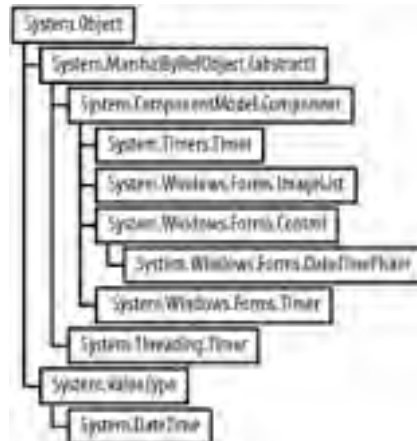 System.Object
System.MarshalByRefObject (abstract)
System.ComponentModel.Component
System.Timers.Timer
System.Windows.Forms.ImageList
System.Windows.Forms.Control
System.Windows.Forms.DateTimePicker
System.Windows.Forms.Timer
System.Threading.Timer
System.ValueType
System.DateTime